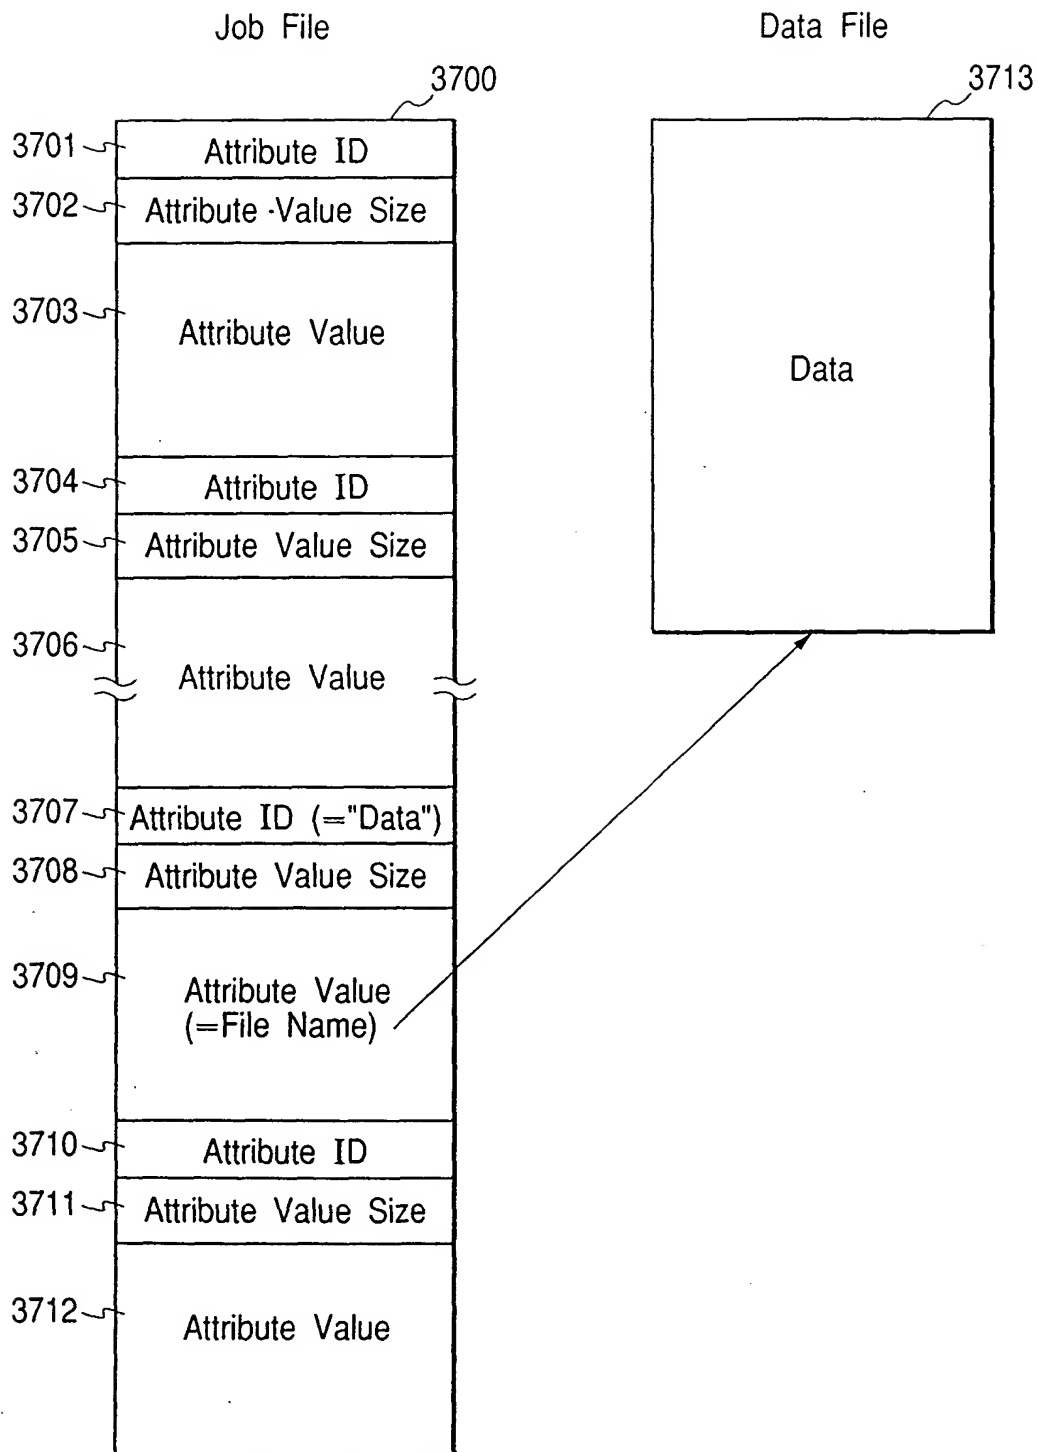 Job File
Data File
3700
3713
3701
Attribute ID
3702
Attribute Value Size
3703
Attribute Value
Data
3704
Attribute ID
3705
Attribute Value Size
3706
Attribute Value
3707
Attribute ID (="Data")
3708
Attribute Value Size
3709
Attribute Value
(=File Name)
3710
Attribute ID
3711
Attribute Value Size
3712
Attribute Value